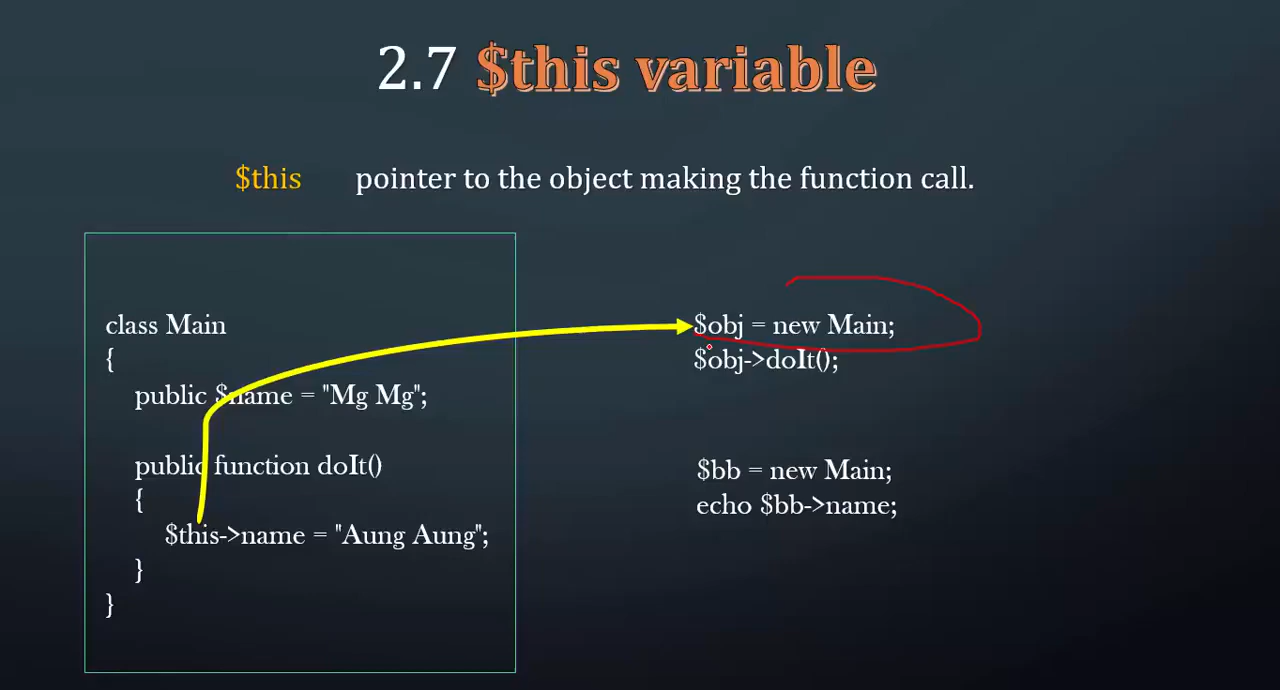 2.7 $this variable
$this pointer to the object making the function call.
class Main
{
public $name = "Mg Mg";
public function doIt()
{
$this->name = "Aung Aung";
}
}
$obj = new Main;
$obj->doIt();
$bb = new Main;
echo $bb->name;